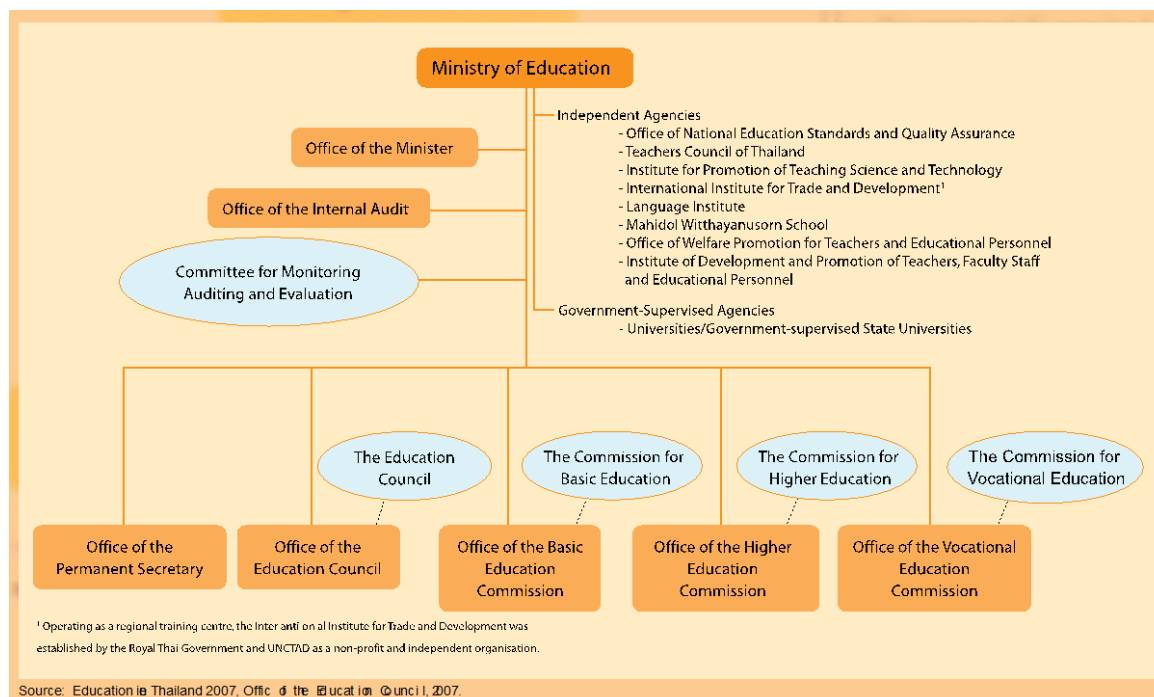 Ministry of Education
Independent Agencies
- Office of National Education Standards and Quality Assurance
- Teachers Council of Thailand
- Institute for Promotion of Teaching Science and Technology
- International Institute for Trade and Development¹
- Language Institute
- Mahidol Witthayanusorn School
- Office of Welfare Promotion for Teachers and Educational Personnel
- Institute of Development and Promotion of Teachers, Faculty Staff
and Educational Personnel
Government-Supervised Agencies
- Universities/Government-supervised State Universities
Office of the Minister
Office of the Internal Audit
Committee for Monitoring
Auditing and Evaluation
The Education
Council
The Commission for
Basic Education
The Commission for
Higher Education
The Commission for
Vocational Education
Office of the
Permanent Secretary
Office of the
Education Council
Office of the Basic
Education
Commission
Office of the Higher
Education
Commission
Office of the Vocational
Education
Commission
¹ Operating as a regional training centre, the Inter anti on al Institute for Trade and Development was
established by the Royal Thai Government and UNCTAD as a non-profit and independent organisation.
Source: Education in Thailand 2007, Offic of the Education Council, 2007.